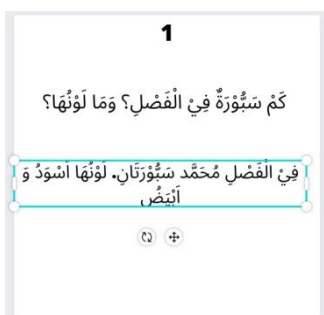 1
كَمْ سَبُّوْرَةٌ فِيْ الْفَصْلِ؟ وَمَا لَوْنُهَا؟
فِيْ الْفَصْلِ مُحَمَّد سَبُّوْرَتَانِ. لَوْنُهَا اَسْوَدُ وَ
اَبْيَضُ